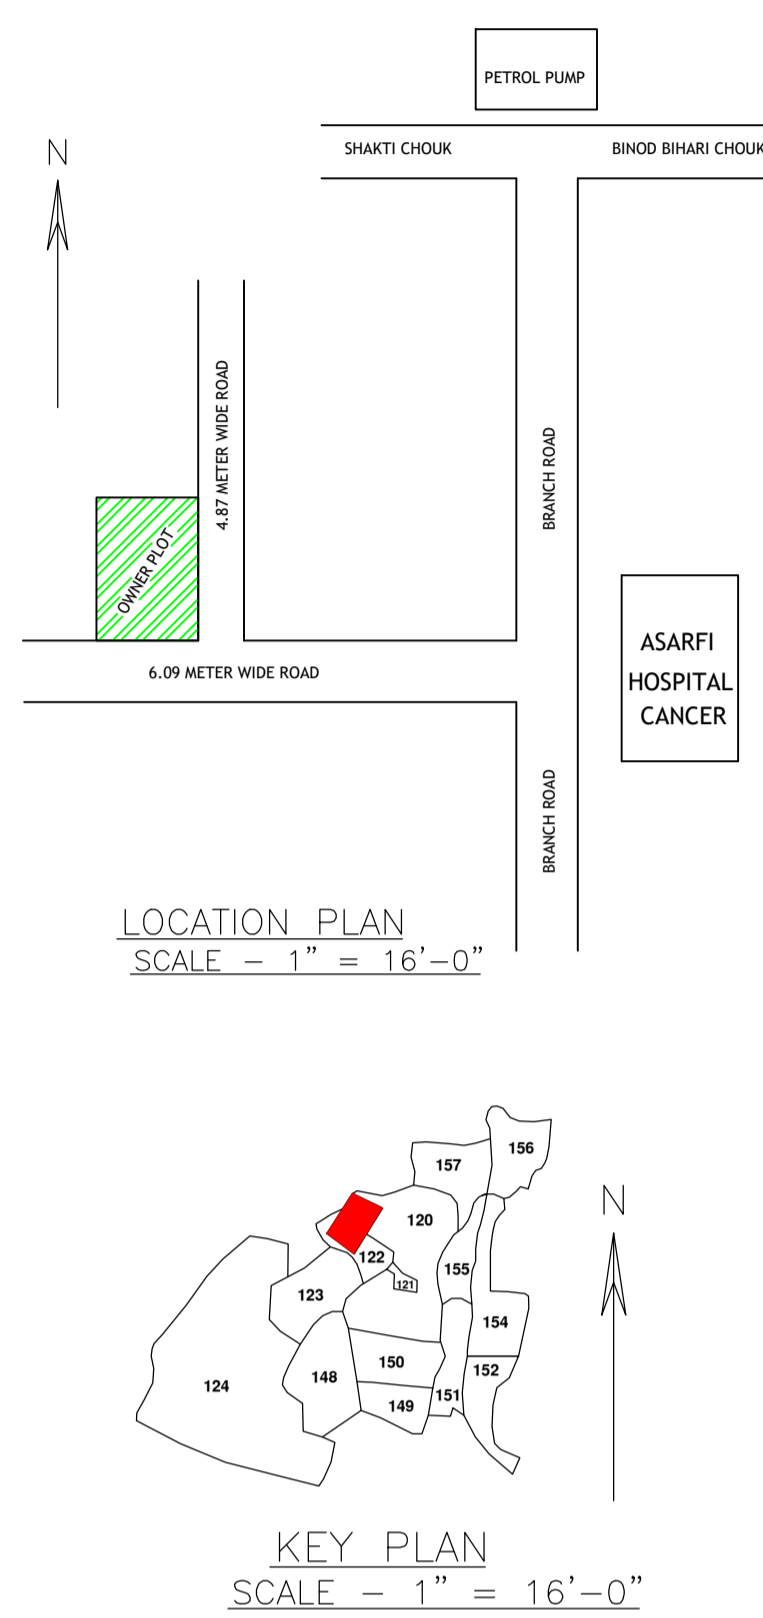 PETROL PUMP
SHAKTI CHOUK
BINOD BIHARI CHOUK
N
4.87 METER WIDE ROAD
BRANCH ROAD
OWNER PLOT
ASARFI
HOSPITAL
CANCER
6.09 METER WIDE ROAD
BRANCH ROAD
LOCATION PLAN
SCALE - 1" = 16'-0"
156
157
N
120
122
155
121
123
154
150
152
148
124
151
149
KEY PLAN
SCALE - 1" = 16'-0"